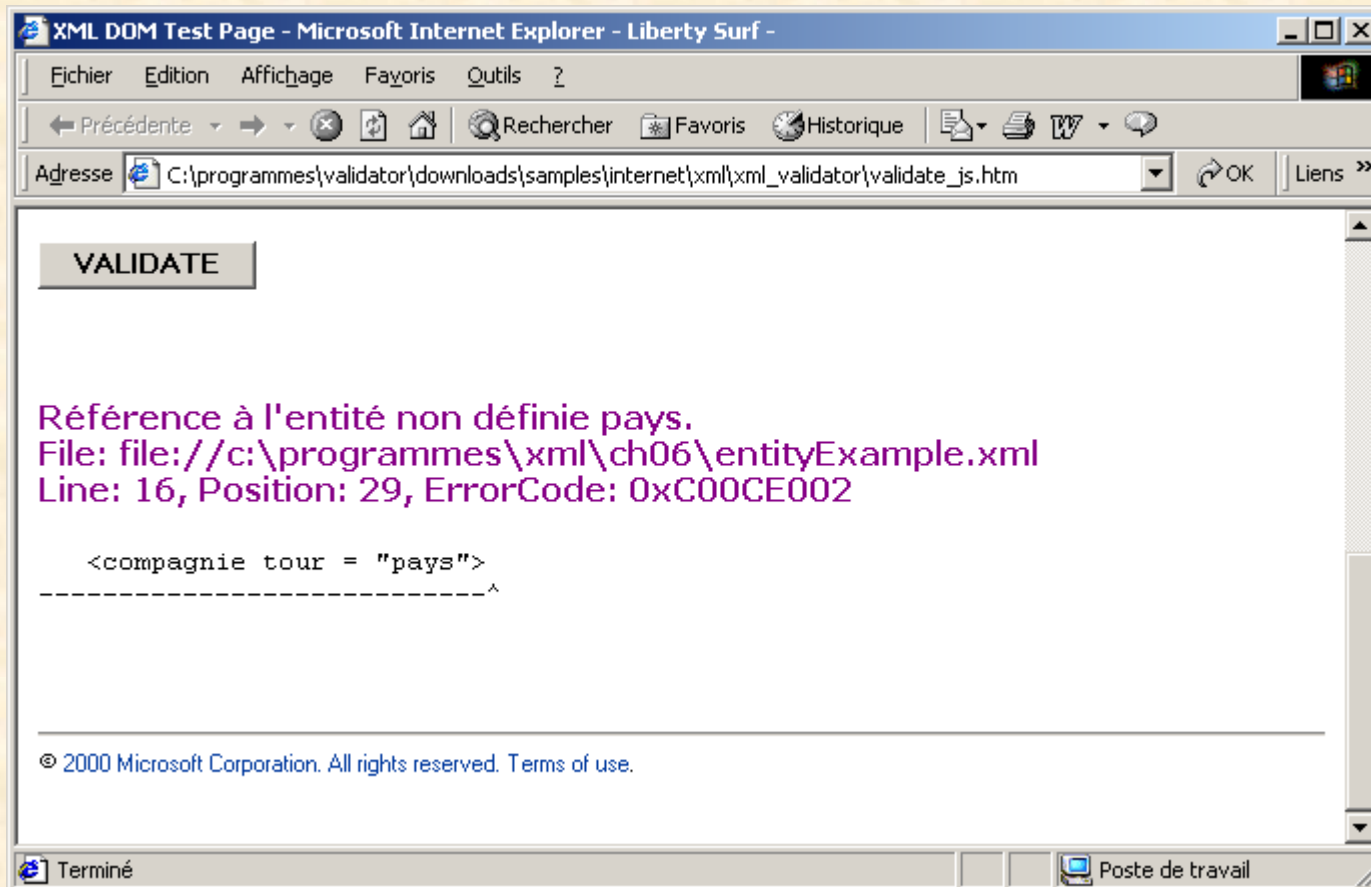 XML DOM Test Page - Microsoft Internet Explorer - Liberty Surf -
Fichier Edition Affichage Favoris Outils ?
Précédente Rechercher Favoris Historique
Adresse C:\programmes\validator\downloads\samples\internet\xml\xml_validator\validate_js.htm OK Liens »
VALIDATE
Référence à l'entité non définie pays.
File: file://c:\programmes\xml\ch06\entityExample.xml
Line: 16, Position: 29, ErrorCode: 0xC00CE002
<compagnie tour = "pays">
----------------------------^
© 2000 Microsoft Corporation. All rights reserved. Terms of use.
Terminé Poste de travail